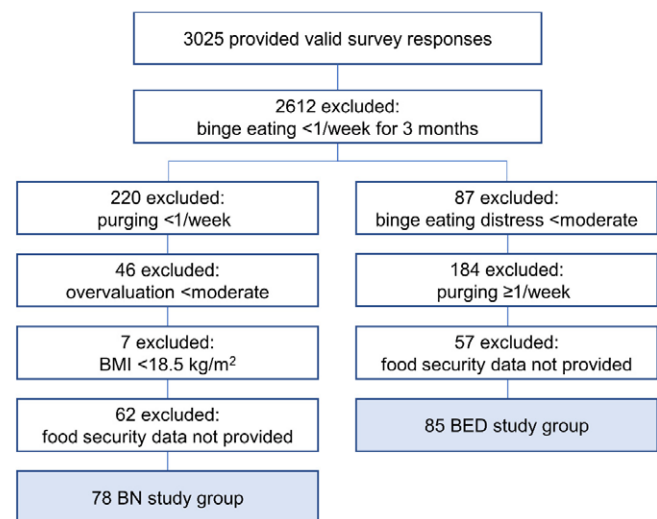 3025 provided valid survey responses
2612 excluded:
binge eating <1/week for 3 months
220 excluded:
purging <1/week
46 excluded:
overvaluation <moderate
7 excluded:
BMI <18.5 kg/m²
62 excluded:
food security data not provided
78 BN study group
87 excluded:
binge eating distress <moderate
184 excluded:
purging ≥1/week
57 excluded:
food security data not provided
85 BED study group